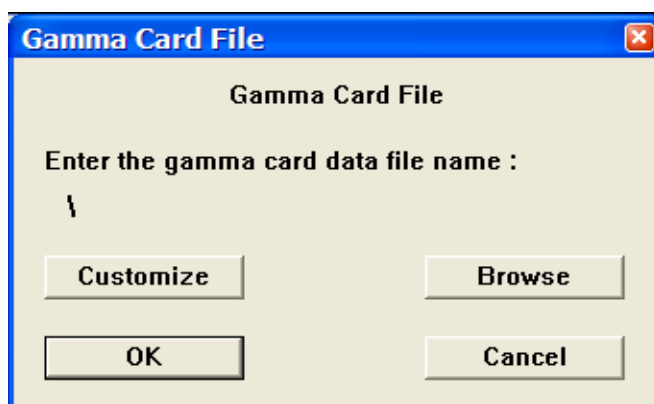 Gamma Card File
Gamma Card File
Enter the gamma card data file name :
\
Customize Browse
OK Cancel